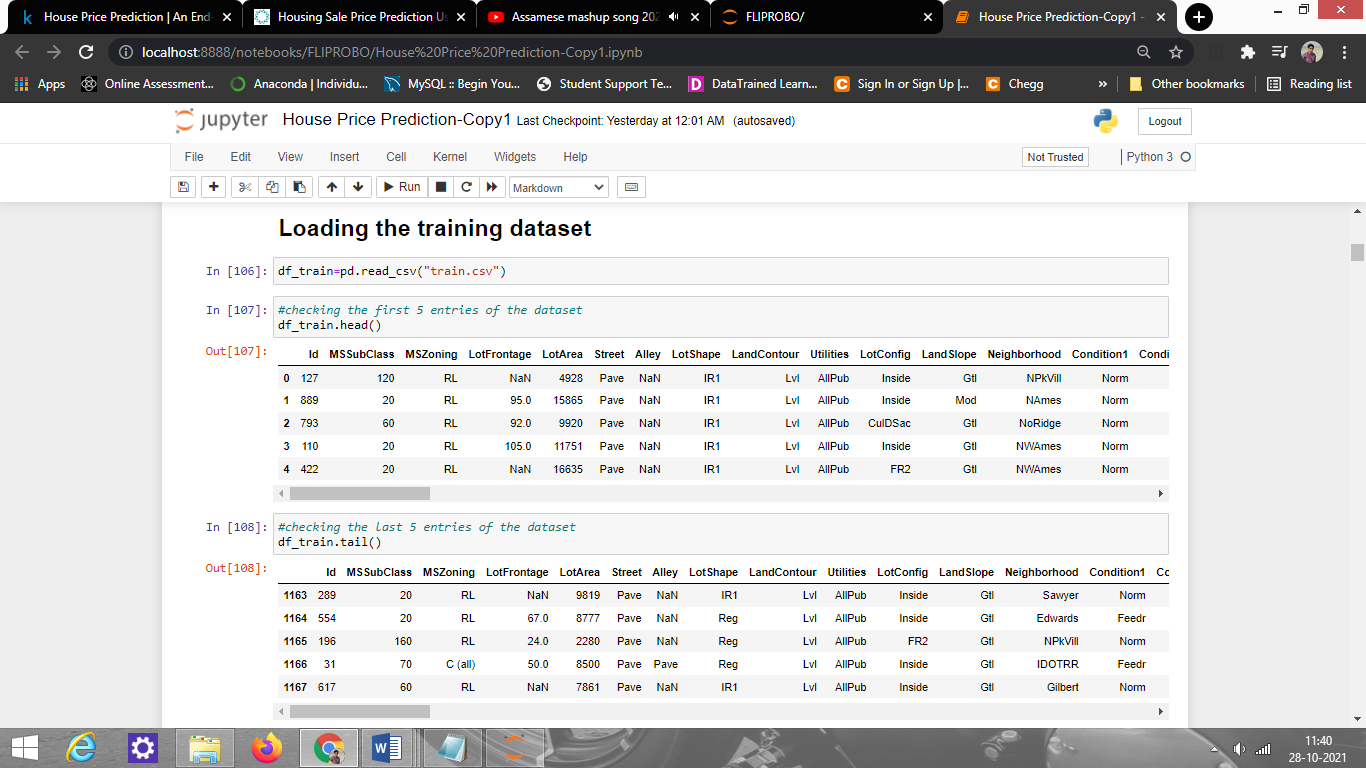 House Price Prediction | An End
Housing Sale Price Prediction Us
Assamese mashup song 202
FLIPROBO/
House Price Prediction-Copy1 -
localhost:8888/notebooks/FLIPROBO/House%20Price%20Prediction-Copy1.ipynb
Apps Online Assessment... Anaconda | Individu... MySQL :: Begin You... Student Support Te... DataTrained Learn... Sign In or Sign Up |... Chegg » Other bookmarks Reading list
jupyter House Price Prediction-Copy1 Last Checkpoint: Yesterday at 12:01 AM (autosaved) Logout
File Edit View Insert Cell Kernel Widgets Help Not Trusted Python 3
Run Markdown
Loading the training dataset
In [106]: df_train=pd.read_csv("train.csv")
In [107]: #checking the first 5 entries of the dataset
df_train.head()
Out[107]:
Id MSSubClass MSZoning LotFrontage LotArea Street Alley LotShape LandContour Utilities LotConfig LandSlope Neighborhood Condition1 Condi
0 127 120 RL NaN 4928 Pave NaN IR1 Lvl AllPub Inside Gtl NPkVill Norm
1 889 20 RL 95.0 15865 Pave NaN IR1 Lvl AllPub Inside Mod NAmes Norm
2 793 60 RL 92.0 9920 Pave NaN IR1 Lvl AllPub CulDSac Gtl NoRidge Norm
3 110 20 RL 105.0 11751 Pave NaN IR1 Lvl AllPub Inside Gtl NWAmes Norm
4 422 20 RL NaN 16635 Pave NaN IR1 Lvl AllPub FR2 Gtl NWAmes Norm
In [108]: #checking the last 5 entries of the dataset
df_train.tail()
Out[108]:
Id MSSubClass MSZoning LotFrontage LotArea Street Alley LotShape LandContour Utilities LotConfig LandSlope Neighborhood Condition1 Cc
1163 289 20 RL NaN 9819 Pave NaN IR1 Lvl AllPub Inside Gtl Sawyer Norm
1164 554 20 RL 67.0 8777 Pave NaN Reg Lvl AllPub Inside Gtl Edwards Feedr
1165 196 160 RL 24.0 2280 Pave NaN Reg Lvl AllPub FR2 Gtl NPkVill Norm
1166 31 70 C (all) 50.0 8500 Pave Pave Reg Lvl AllPub Inside Gtl IDOTRR Feedr
1167 617 60 RL NaN 7861 Pave NaN IR1 Lvl AllPub Inside Gtl Gilbert Norm
11:40
28-10-2021